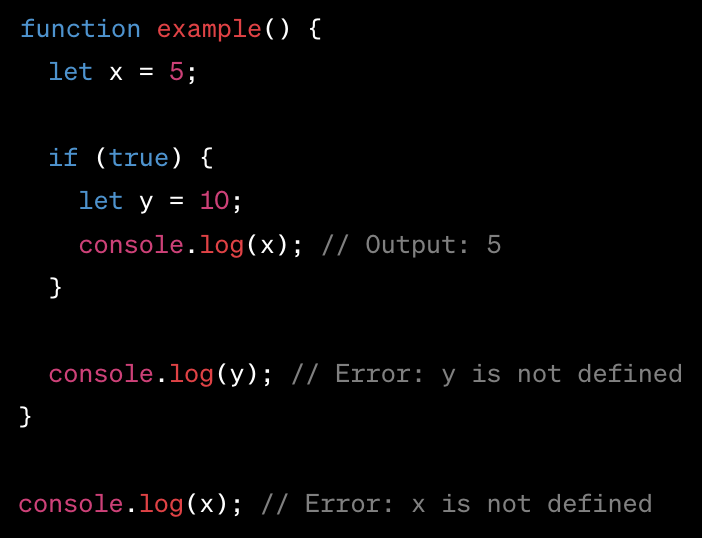 function example() {
  let x = 5;

  if (true) {
    let y = 10;
    console.log(x); // Output: 5
  }

  console.log(y); // Error: y is not defined
}

console.log(x); // Error: x is not defined